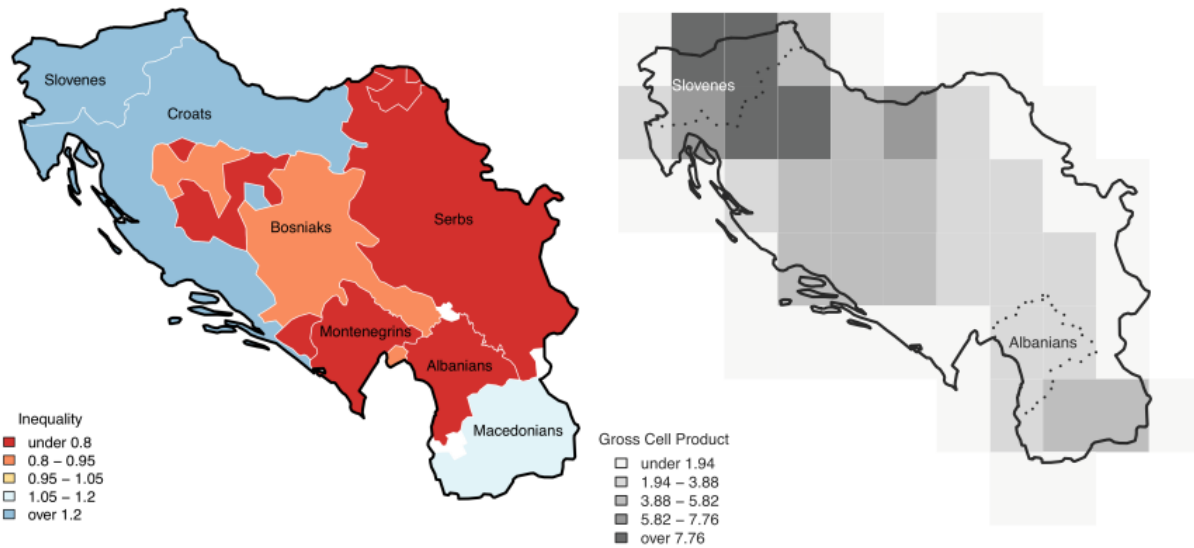 Slovenes
Croats
Bosniaks
Serbs
Montenegrins
Albanians
Macedonians
Inequality
under 0.8
0.8 – 0.95
0.95 – 1.05
1.05 – 1.2
over 1.2
Slovenes
Albanians
Gross Cell Product
under 1.94
1.94 – 3.88
3.88 – 5.82
5.82 – 7.76
over 7.76